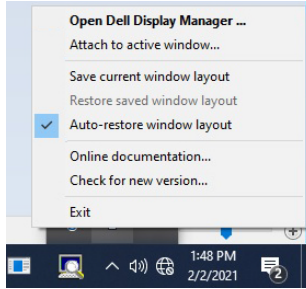 Open Dell Display Manager ...
Attach to active window...
Save current window layout
Restore saved window layout
Auto-restore window layout
Online documentation...
Check for new version...
Exit
1:48 PM
2/2/2021
2